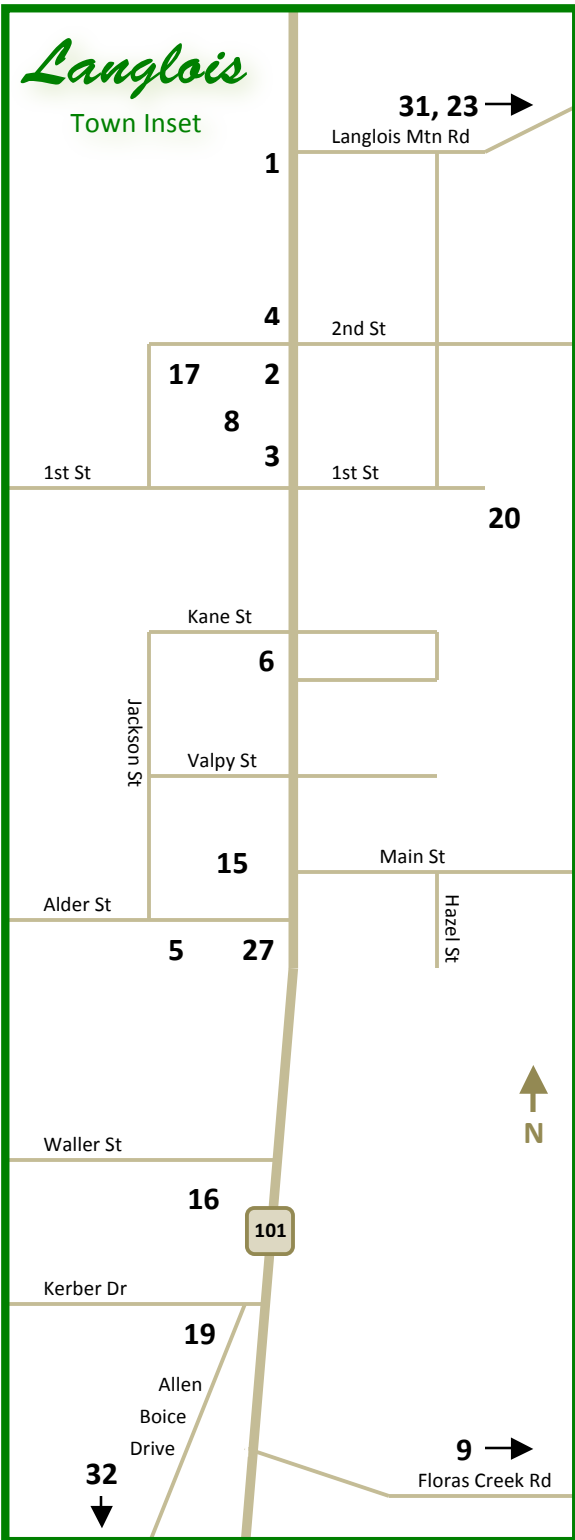 Langlois
Town Inset
31, 23
Langlois Mtn Rd
1
4
2nd St
17 2
8
3
1st St 1st St
20
Kane St
6
Jackson St
Valpy St
15
Main St
Alder St
Hazel St
5 27
N
Waller St
16
101
Kerber Dr
19
Allen
Boice
Drive
9
32
Floras Creek Rd